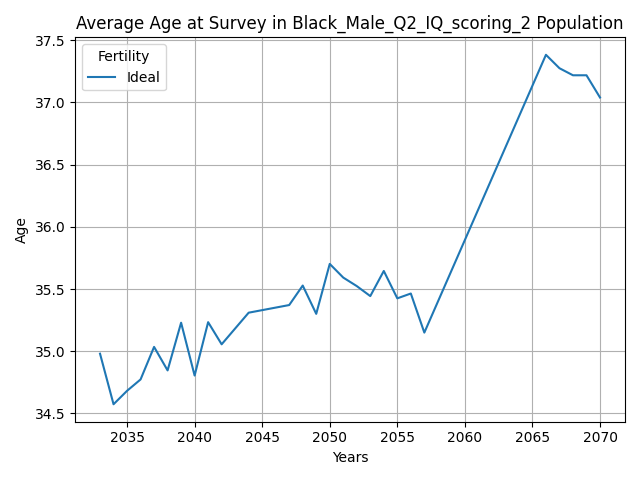 Average Age at Survey in Black_Male_Q2_IQ_scoring_2 Population
Fertility
Ideal
37.5
37.0
36.5
36.0
35.5
35.0
34.5
Age
2035 2040 2045 2050 2055 2060 2065 2070
Years